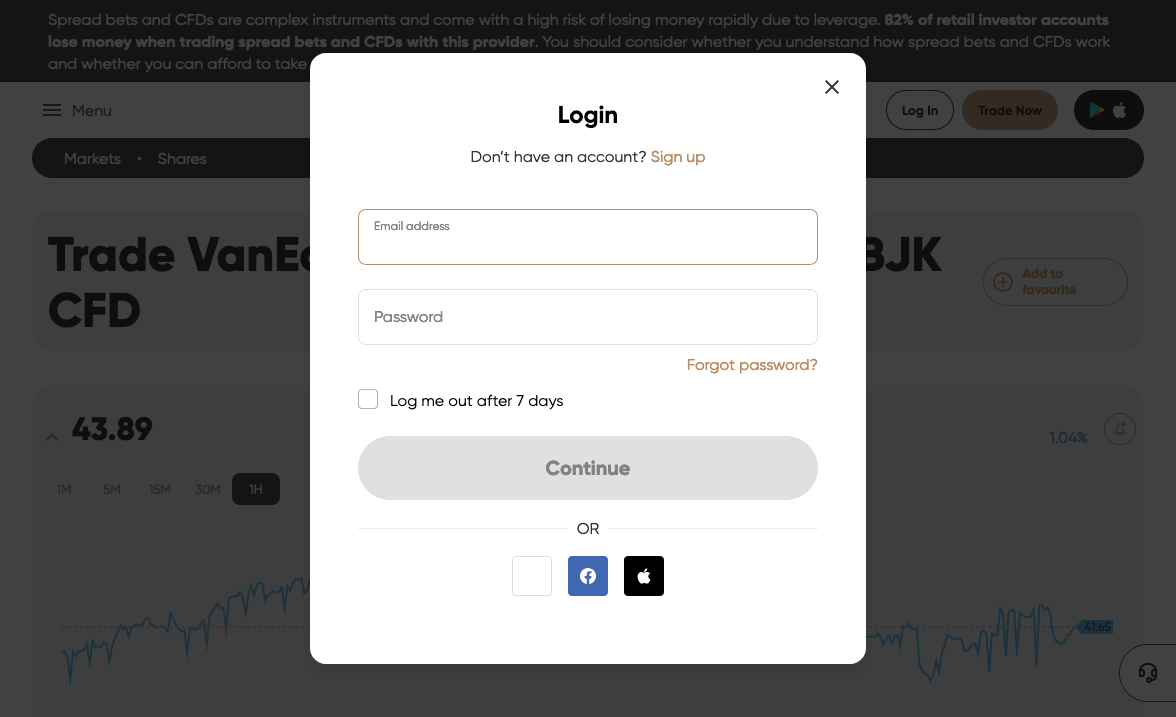 Spread bets and CFDs are complex instruments and come with a high risk of losing money rapidly due to leverage. 82% of retail investor accounts
lose money when trading spread bets and CFDs with this provider. You should consider whether you understand how spread bets and CFDs work
and whether you can afford to take
Login
Don't have an account? Sign up
Menu
Log In
Trade Now
Markets • Shares
Email address
Trade VanEc
BJK
CFD
Add to
favourite
Password
Forgot password?
Log me out after 7 days
43.89
1.04%
Continue
1M 5M 15M 30M 1H
OR
41.65